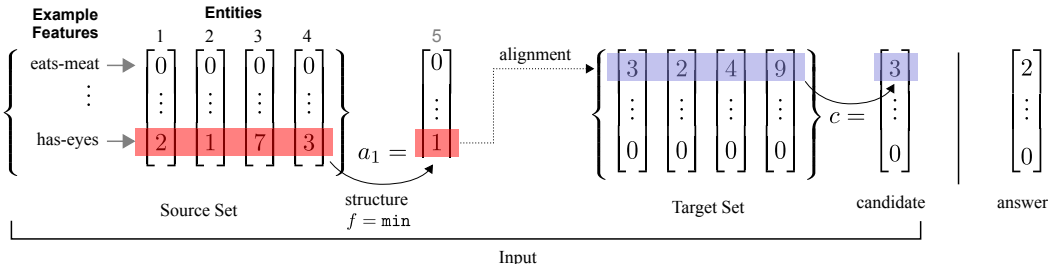 Example Features
Entities
1 2 3 4 5
eats-meat 0 0 0 0 0
alignment
3 2 4 9 3 2
⋮ ⋮ ⋮ ⋮ ⋮ ⋮ ⋮ ⋮ ⋮ ⋮ ⋮ ⋮
has-eyes 2 1 7 3
a₁ = 1
c =
0 0 0 0 0 0
Source Set
structure
f = min
Target Set
candidate
answer
Input